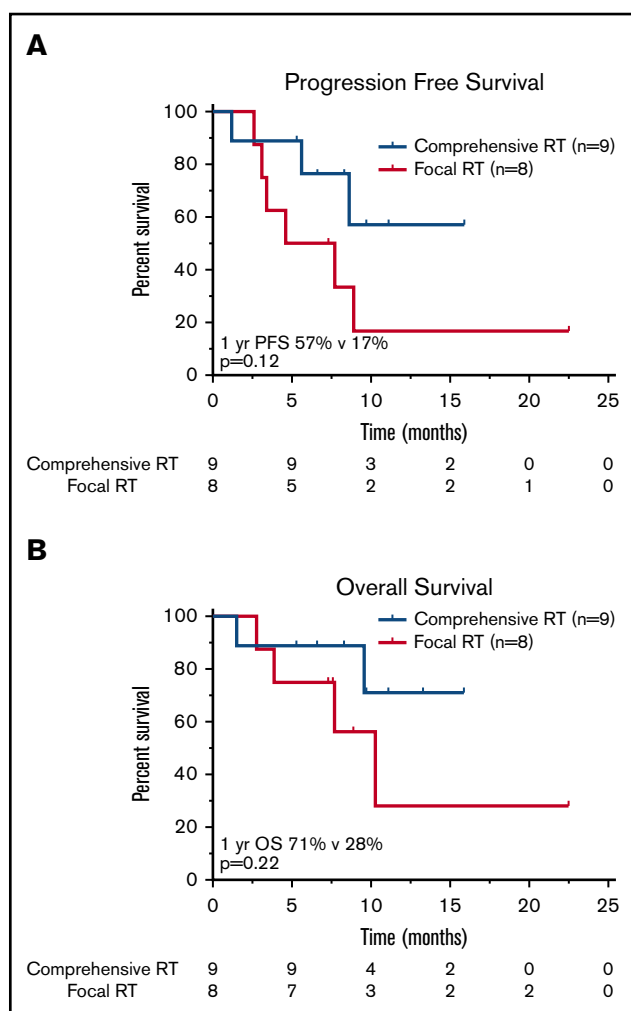 A
Progression Free Survival
100
80
60
40
20
0
Percent survival
Comprehensive RT (n=9)
Focal RT (n=8)
1 yr PFS 57% v 17%
p=0.12
0 5 10 15 20 25
Time (months)
Comprehensive RT 9 9 3 2 0 0
Focal RT 8 5 2 2 1 0
B
Overall Survival
100
80
60
40
20
0
Percent survival
Comprehensive RT (n=9)
Focal RT (n=8)
1 yr OS 71% v 28%
p=0.22
0 5 10 15 20 25
Time (months)
Comprehensive RT 9 9 4 2 0 0
Focal RT 8 7 3 2 2 0